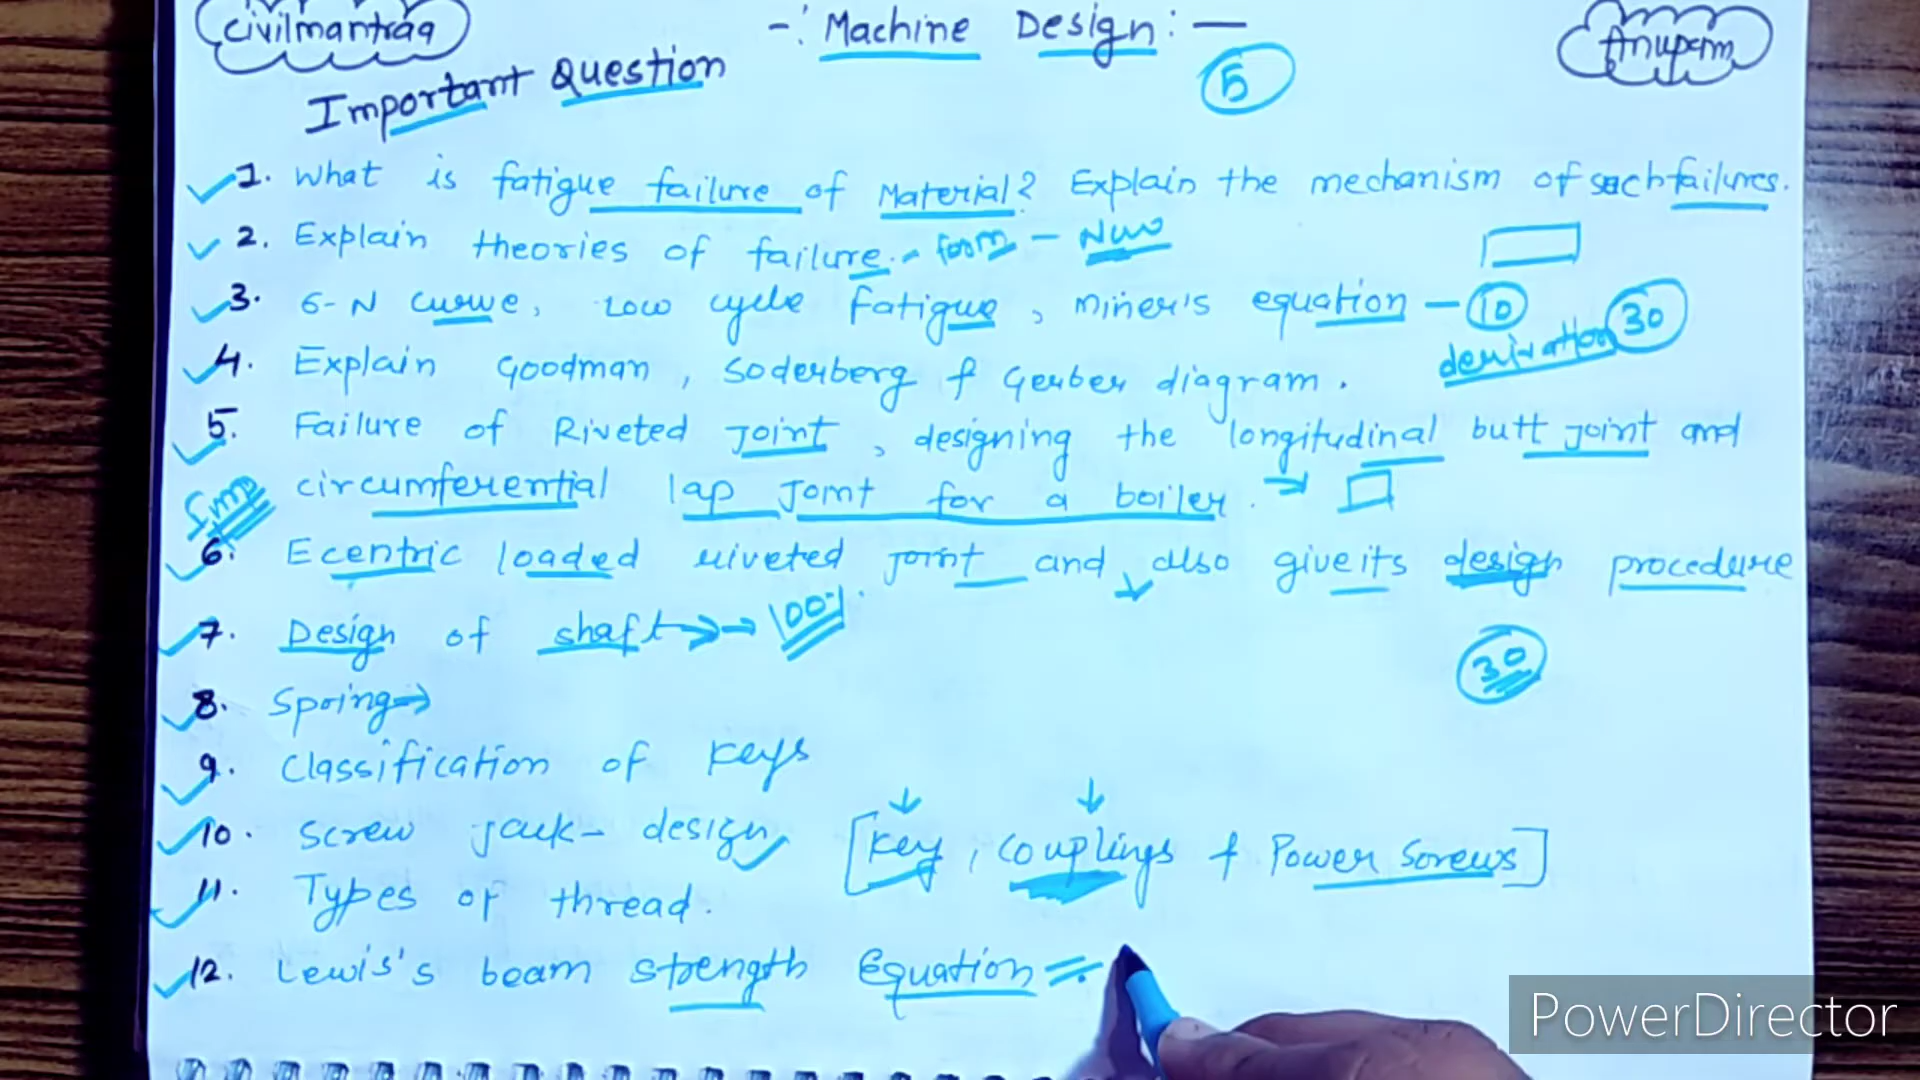 civilmantraa
-: Machine Design :-
Anupam
Important Question
5
1. What is fatigue failure of Material? Explain the mechanism of such failures.
2. Explain theories of failure. - form - Nu
3. 6-N Curve, Low cycle fatigue, Miner's equation - 10
derivation 30
4. Explain Goodman, Soderberg & Gerber diagram.
5. Failure of Riveted Joint, designing the longitudinal butt joint and
circumferential lap Joint for a boiler. →
Imp
6. Ecentric loaded riveted joint and also give its design procedure
7. Design of shaft → → 100%.
30
8. Spring →
9. Classification of keys
10. Screw jack - design [Key, Couplings & Power Screws]
11. Types of thread.
12. Lewis's beam strength Equation
PowerDirector